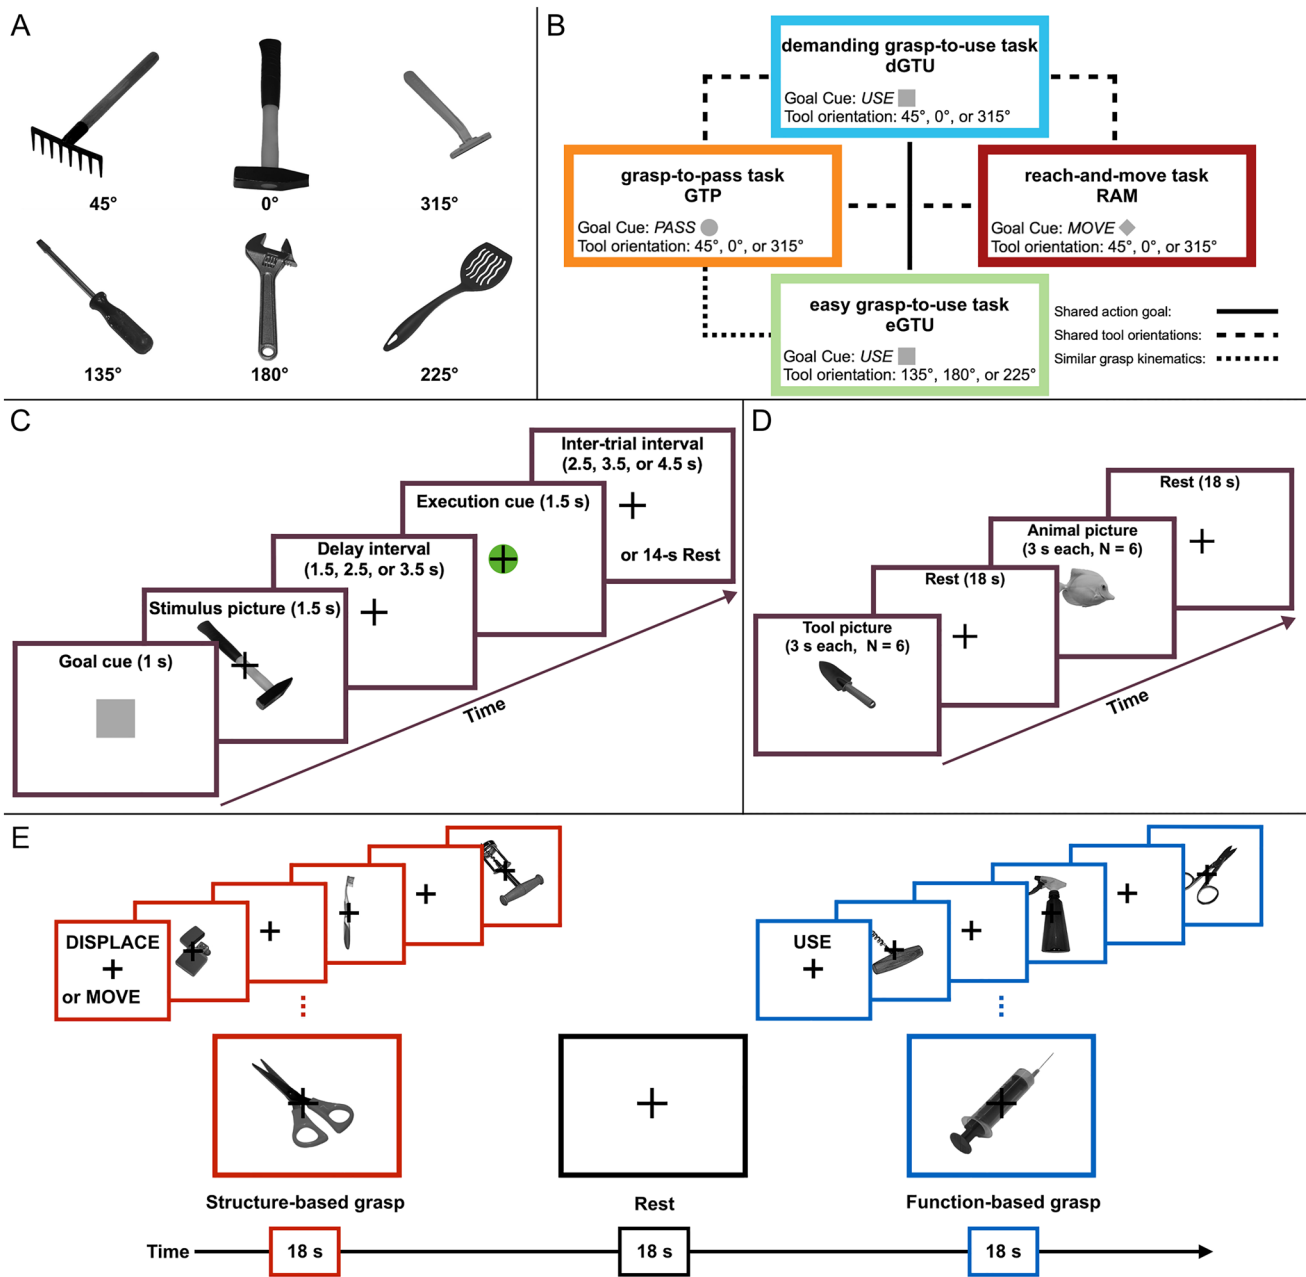 A
45°
0°
315°
135°
180°
225°
B
demanding grasp-to-use task
dGTU
Goal Cue: USE
Tool orientation: 45°, 0°, or 315°
grasp-to-pass task
GTP
Goal Cue: PASS
Tool orientation: 45°, 0°, or 315°
reach-and-move task
RAM
Goal Cue: MOVE
Tool orientation: 45°, 0°, or 315°
easy grasp-to-use task
eGTU
Goal Cue: USE
Tool orientation: 135°, 180°, or 225°
Shared action goal:
Shared tool orientations:
Similar grasp kinematics:
C
Goal cue (1 s)
Stimulus picture (1.5 s)
Delay interval
(1.5, 2.5, or 3.5 s)
Execution cue (1.5 s)
Inter-trial interval
(2.5, 3.5, or 4.5 s)
or 14-s Rest
Time
D
Tool picture
(3 s each, N = 6)
Rest (18 s)
Animal picture
(3 s each, N = 6)
Rest (18 s)
Time
E
DISPLACE
or MOVE
USE
Structure-based grasp
Rest
Function-based grasp
Time
18 s
18 s
18 s